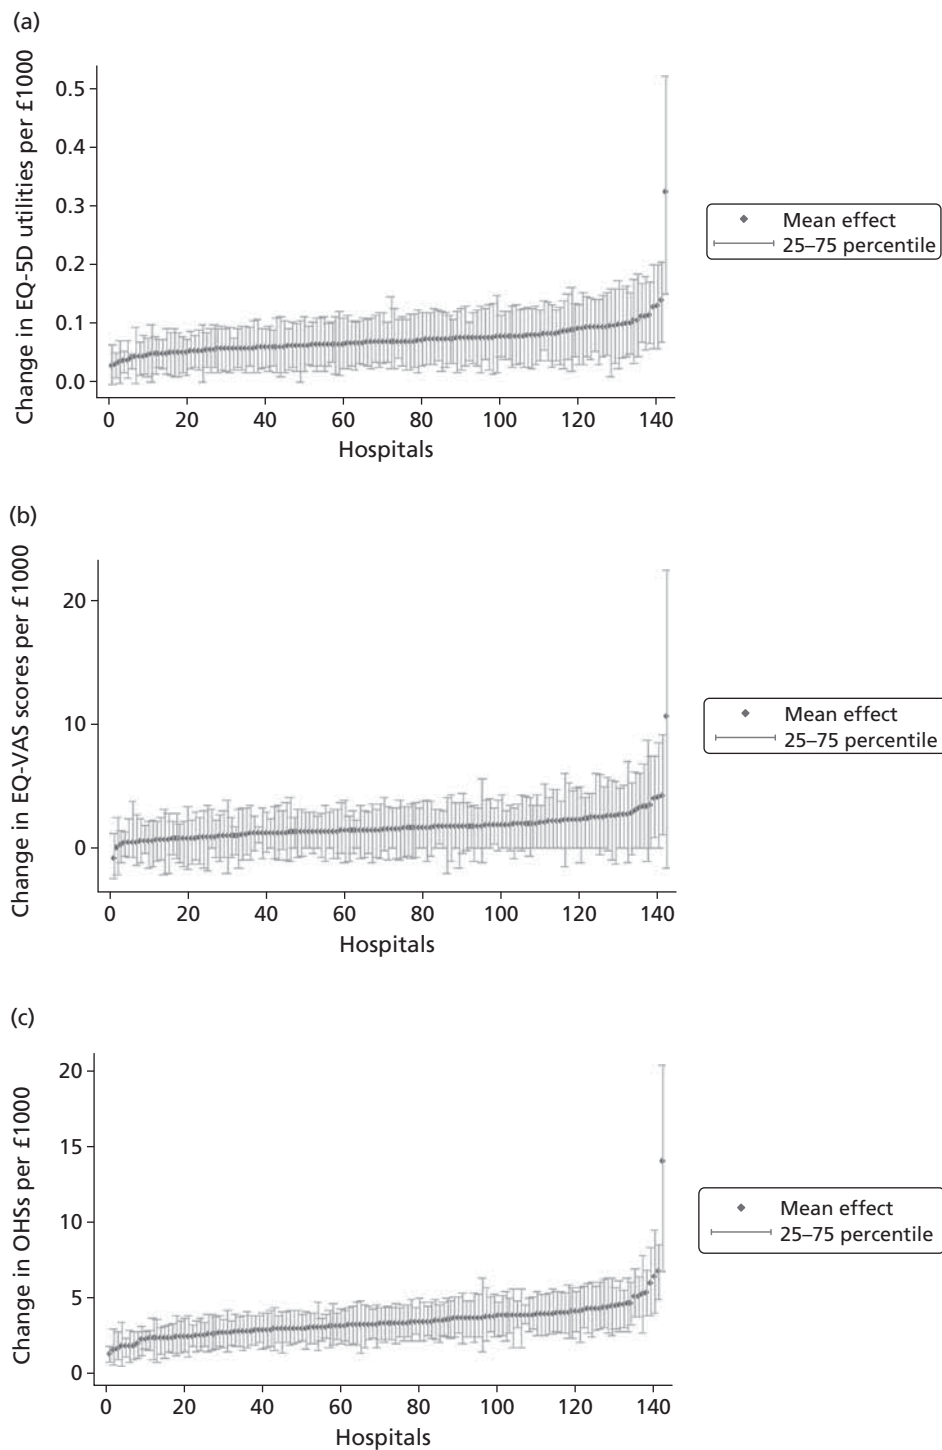 (a)
Change in EQ-5D utilities per £1000
0.5
0.4
0.3
0.2
0.1
0.0
0 20 40 60 80 100 120 140
Hospitals
Mean effect
25–75 percentile
(b)
Change in EQ-VAS scores per £1000
20
10
0
0 20 40 60 80 100 120 140
Hospitals
Mean effect
25–75 percentile
(c)
Change in OHSs per £1000
20
15
10
5
0
0 20 40 60 80 100 120 140
Hospitals
Mean effect
25–75 percentile